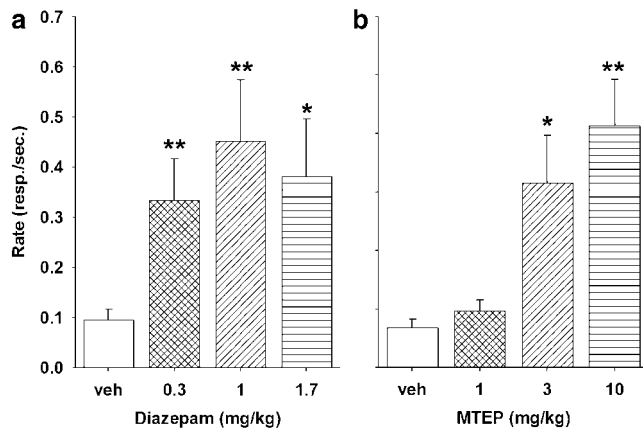 a
b
0.7
0.6
0.5
0.4
0.3
0.2
0.1
0.0
Rate (resp./sec.)
**
**
*
*
**
veh 0.3 1 1.7
veh 1 3 10
Diazepam (mg/kg)
MTEP (mg/kg)